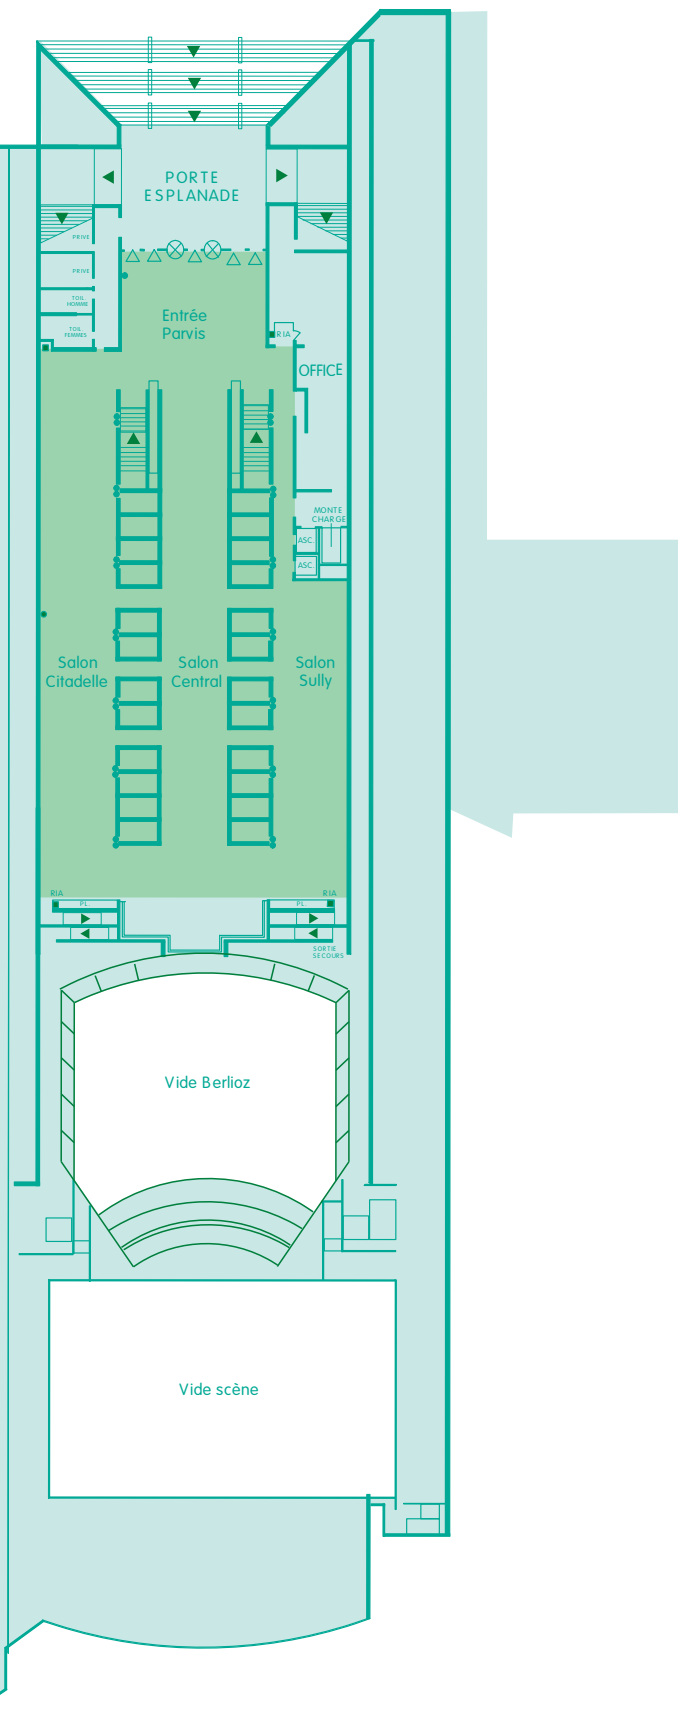 PORTE
ESPLANADE
PRIVE
PRIVE
TOIL.
HOMME
TOIL.
FEMMES
Entrée
Parvis
RIA
OFFICE
MONTE
CHARGE
ASC.
ASC.
Salon
Citadelle
Salon
Central
Salon
Sully
RIA
RIA
PL.
PL.
SORTIE
SECOURS
Vide Berlioz
Vide scène